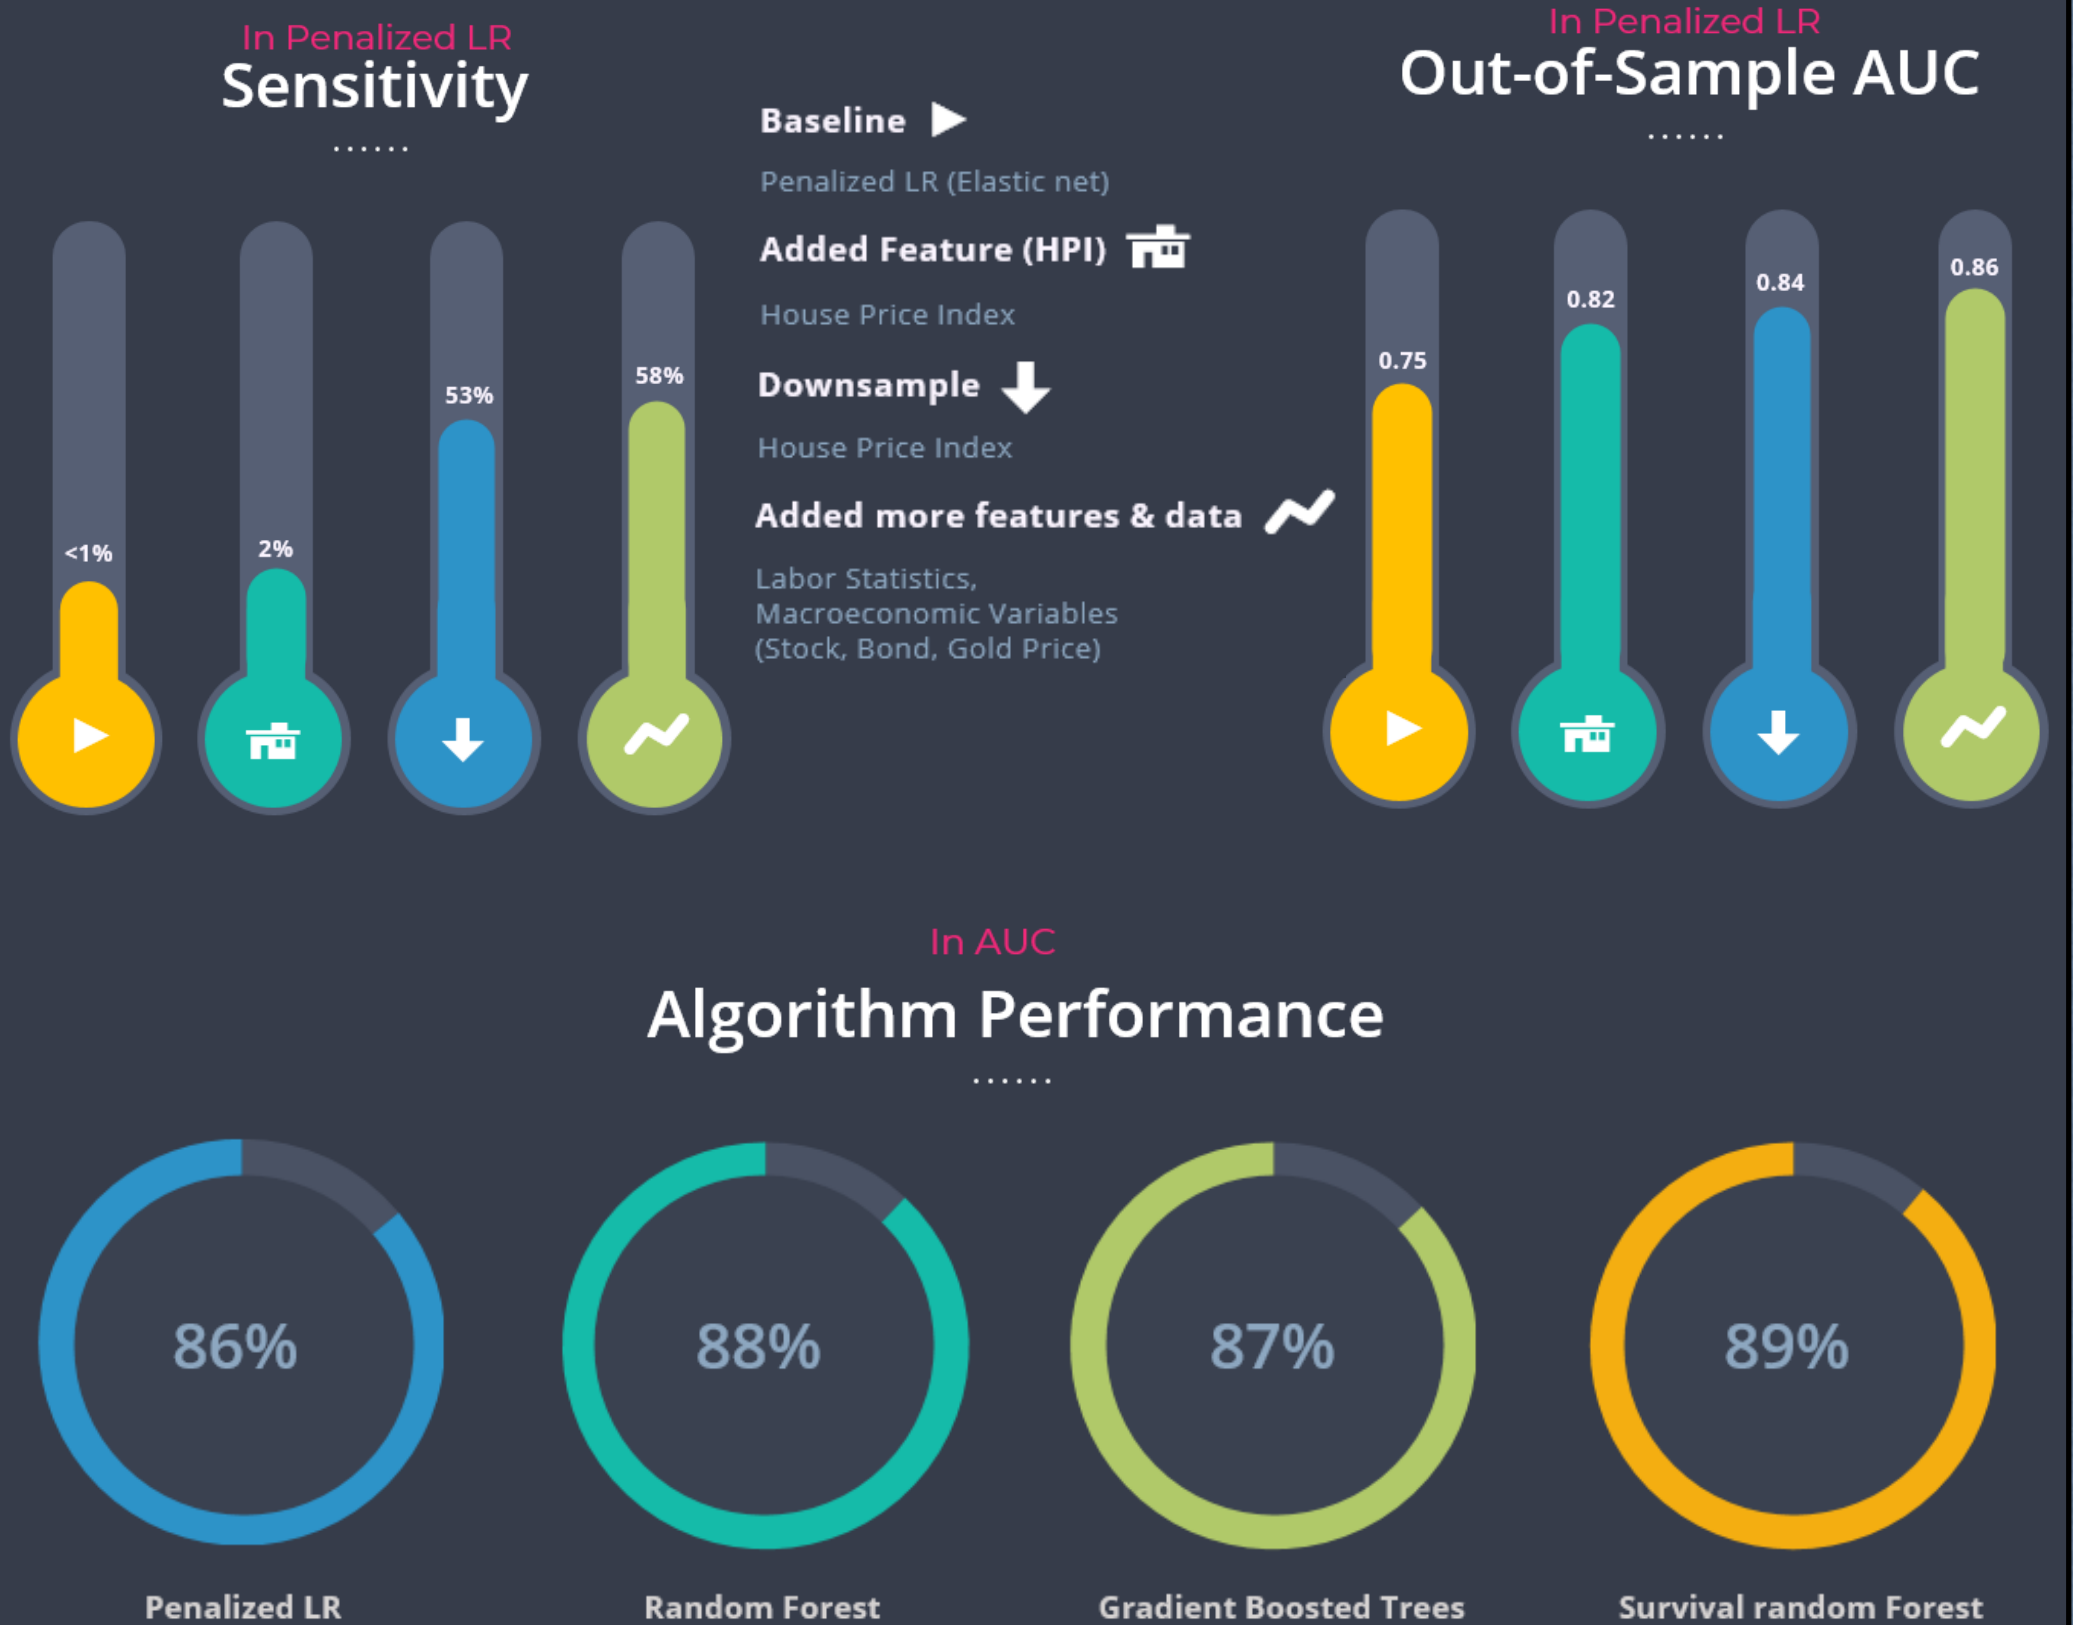 In Penalized LR
Sensitivity
......
<1%
2%
53%
58%
Baseline
Penalized LR (Elastic net)
Added Feature (HPI)
House Price Index
Downsample
House Price Index
Added more features & data
Labor Statistics,
Macroeconomic Variables
(Stock, Bond, Gold Price)
In Penalized LR
Out-of-Sample AUC
......
0.75
0.82
0.84
0.86
In AUC
Algorithm Performance
......
86%
88%
87%
89%
Penalized LR
Random Forest
Gradient Boosted Trees
Survival random Forest